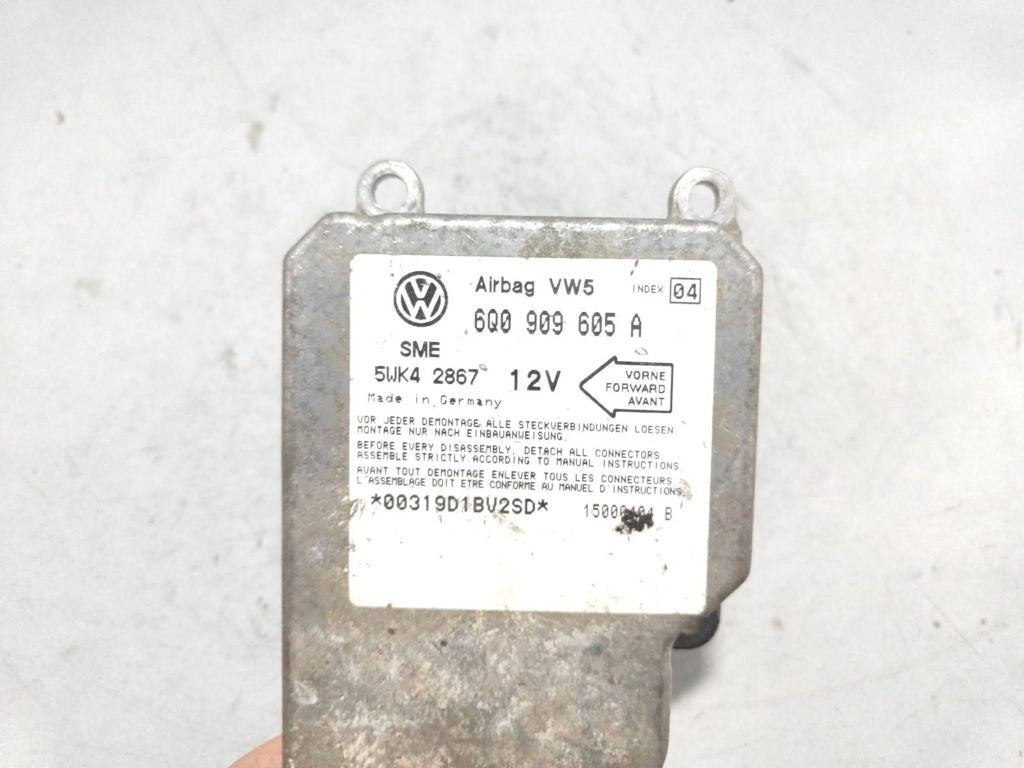 Airbag VW5 INDEX 04
6Q0 909 605 A
SME
5WK4 2867 12V
VORNE
FORWARD
AVANT
Made in Germany
VOR JEDER DEMONTAGE ALLE STECKVERBINDUNGEN LOESEN.
MONTAGE NUR NACH EINBAUANWEISUNG.
BEFORE EVERY DISASSEMBLY, DETACH ALL CONNECTORS
ASSEMBLE STRICTLY ACCORDING TO MANUAL INSTRUCTIONS.
AVANT TOUT DEMONTAGE ENLEVER TOUS LES CONNECTEURS
L'ASSEMBLAGE DOIT ETRE CONFORME AU MANUEL D'INSTRUCTIONS
*00319D1BV2SD* B